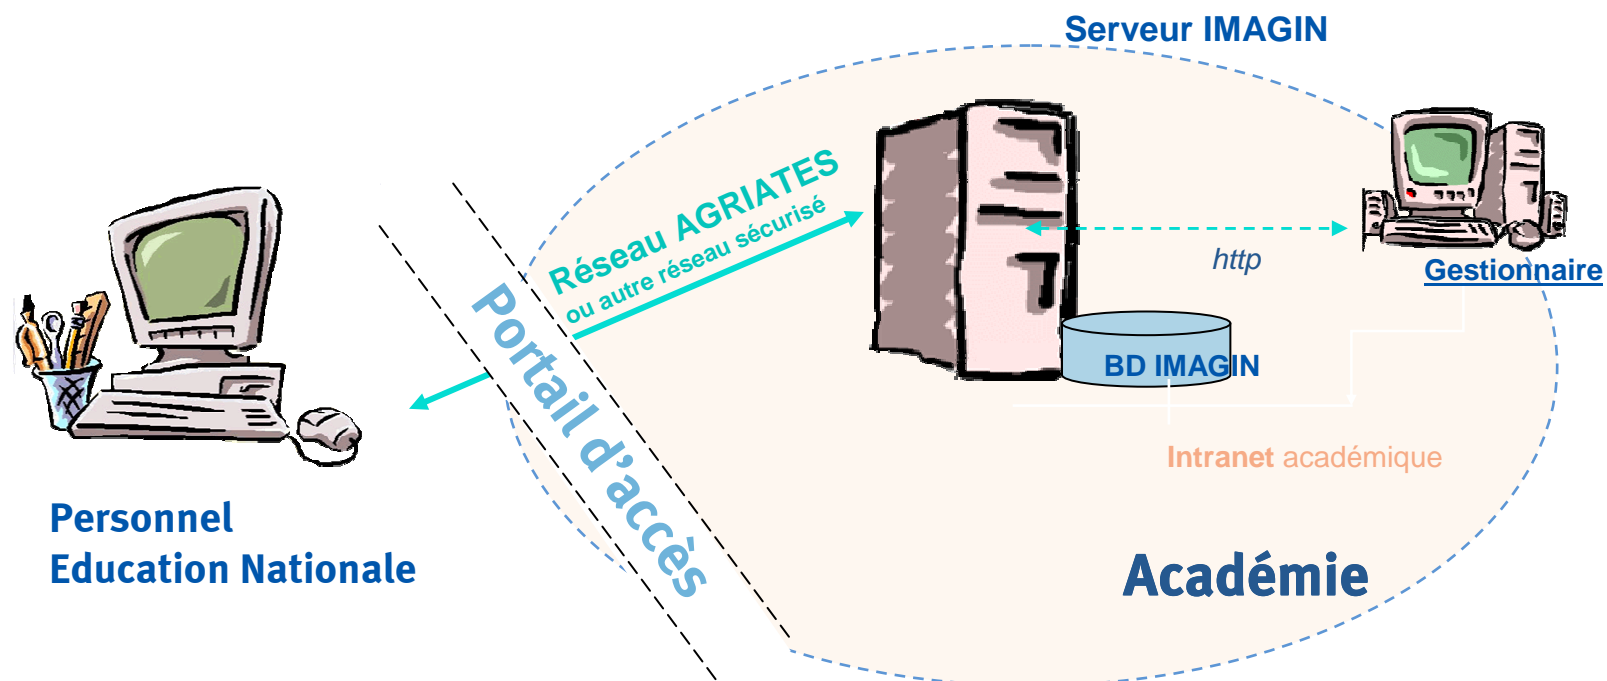 Serveur IMAGIN
Réseau AGRIATES
ou autre réseau sécurisé
http
Gestionnaire
Portail d'accès
BD IMAGIN
Intranet académique
Personnel
Education Nationale
Académie